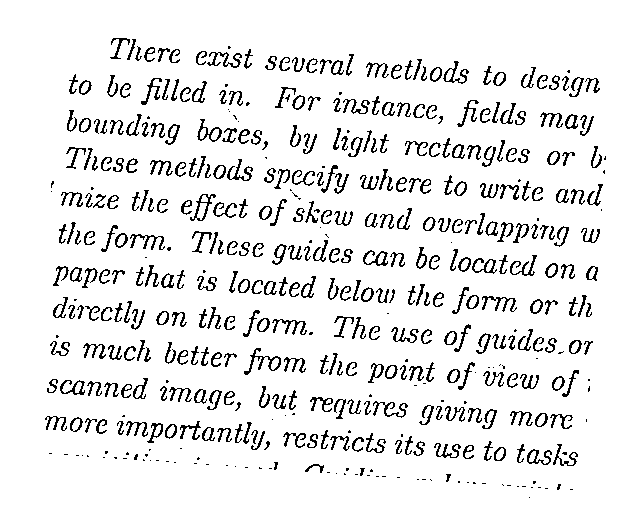 There exist several methods to design
to be filled in. For instance, fields may
bounding boxes, by light rectangles or
These methods specify where to write and
mize the effect of skew and overlapping w
the form. These guides can be located on a
paper that is located below the form or th
directly on the form. The use of guides or
is much better from the point of view of
scanned image, but requires giving more
more importantly, restricts its use to tasks